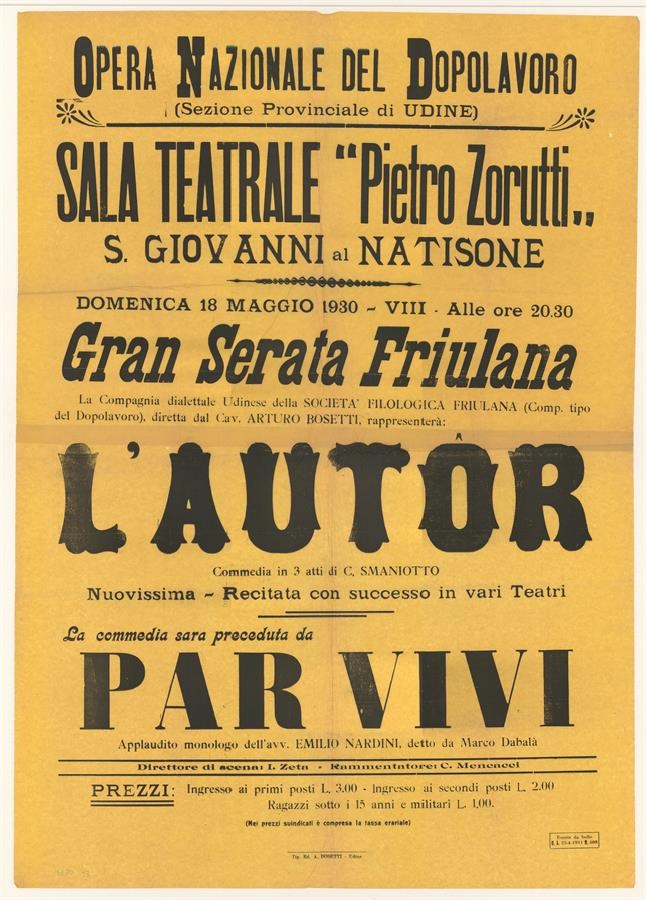 OPERA NAZIONALE DEL DOPOLAVORO
(Sezione Provinciale di UDINE)
SALA TEATRALE “Pietro Zorutti„
S. GIOVANNI al NATISONE
DOMENICA 18 MAGGIO 1930 - VIII - Alle ore 20.30
Gran Serata Friulana
La Compagnia dialettale Udinese della SOCIETA' FILOLOGICA FRIULANA (Comp. tipo
del Dopolavoro), diretta dal Cav. ARTURO BOSETTI, rappresenterà:
L'AUTÔR
Commedia in 3 atti di C. SMANIOTTO
Nuovissima - Recitata con successo in vari Teatri
La commedia sara preceduta da
PAR VIVI
Applaudito monologo dell'avv. EMILIO NARDINI, detto da Marco Dabalà
Direttore di scena: I. Zeta - Rammentatore: C. Mencacci
PREZZI: Ingresso ai primi posti L. 3.00 - Ingresso ai secondi posti L. 2.00
Ragazzi sotto i 15 anni e militari L. 1,00.
(Nei prezzi suindicati è compresa la tassa erariale)
Esente da bollo
Tip. Ed. A. BOSETTI - Udine